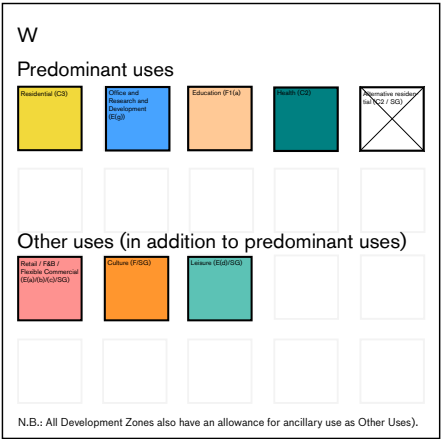 W
Predominant uses
Residential (C3)
Office and
Research and
Development
(E(g))
Education (F1(a)
Health (C2)
Alternative residen-
tial (C2 / SG)
Other uses (in addition to predominant uses)
Retail / F&B /
Flexible Commercial
(E(a)/(b)/(c)/SG)
Culture (F/SG)
Leisure (E(d)/SG)
N.B.: All Development Zones also have an allowance for ancillary use as Other Uses).